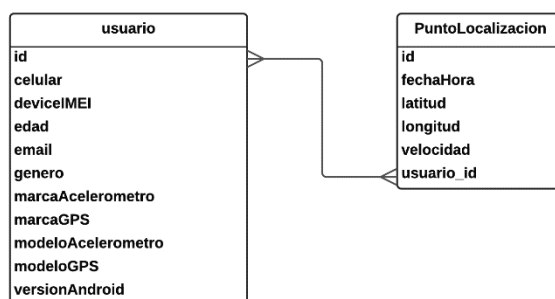 usuario
id
celular
deviceIMEI
edad
email
genero
marcaAcelerometro
marcaGPS
modeloAcelerometro
modeloGPS
versionAndroid
PuntoLocalizacion
id
fechaHora
latitud
longitud
velocidad
usuario_id